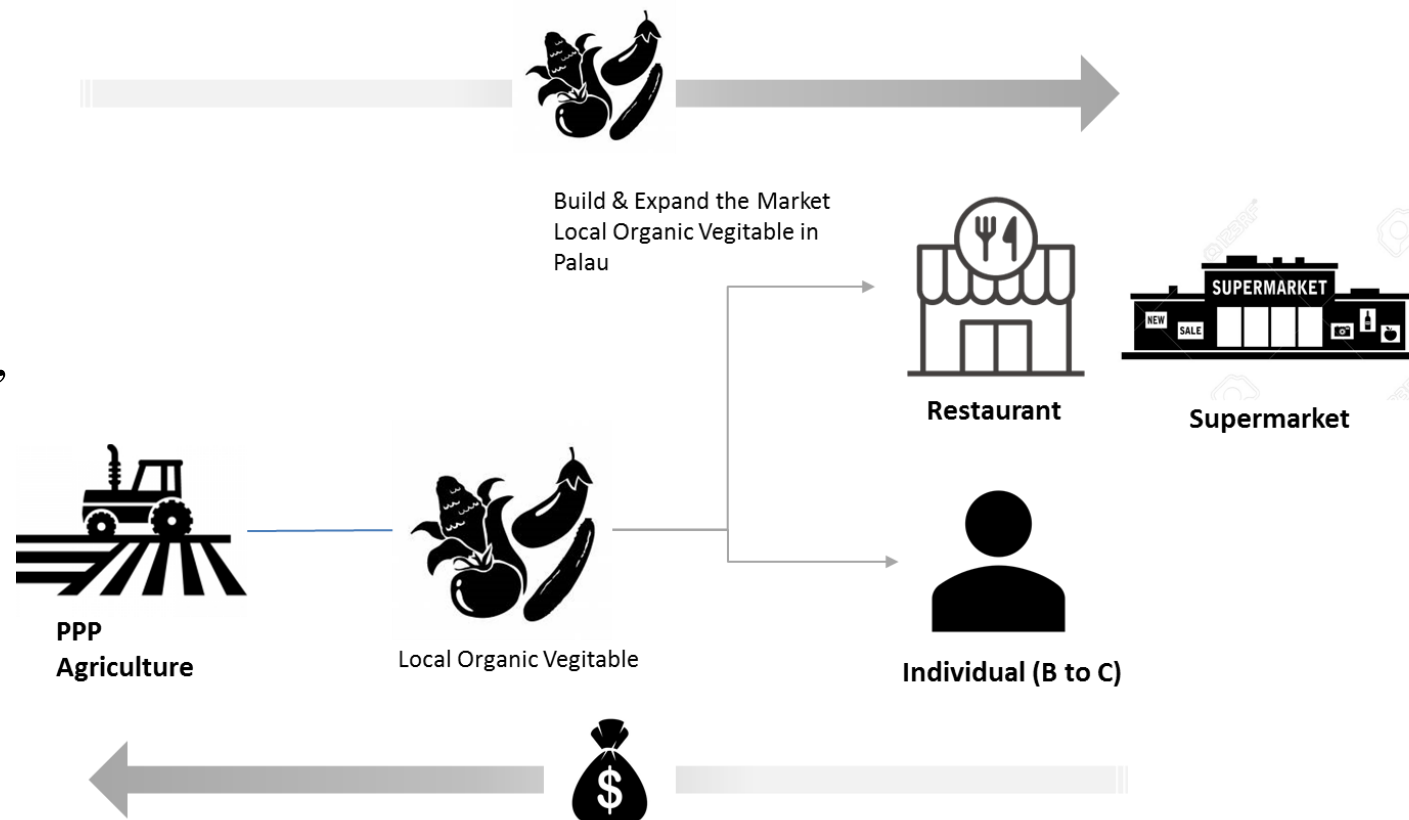 Build & Expand the Market
Local Organic Vegitable in
Palau
SUPERMARKET
NEW
SALE
Restaurant
Supermarket
,
PPP
Agriculture
Local Organic Vegitable
Individual (B to C)
$